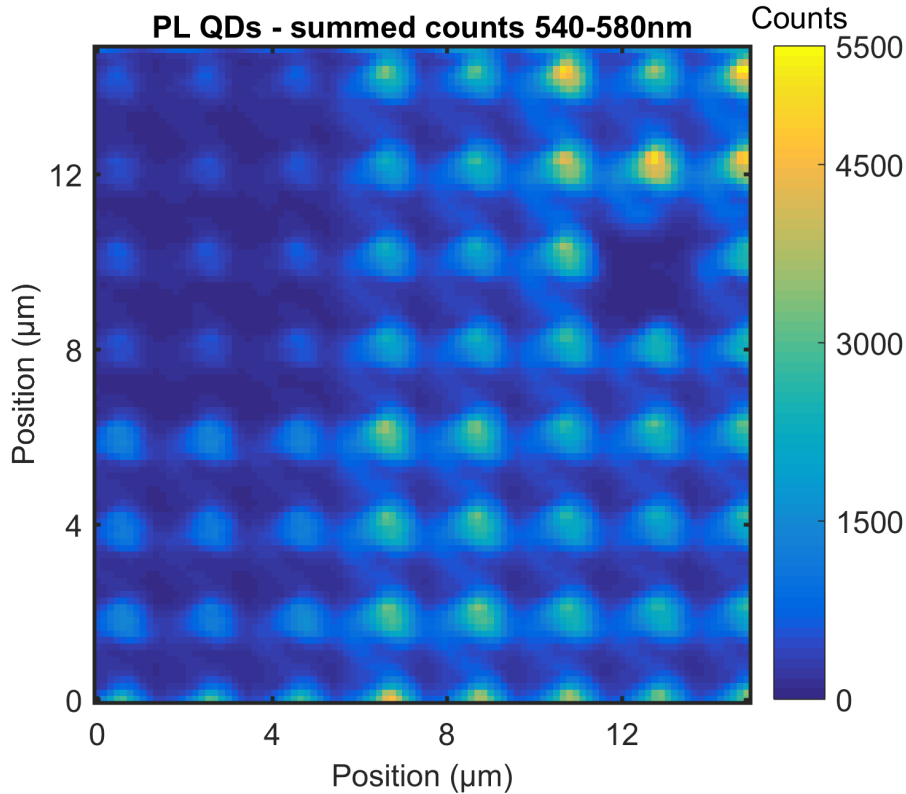 PL QDs - summed counts 540-580nm
Counts
5500
4500
3000
1500
0
12
8
4
0
Position (µm)
0 4 8 12
Position (µm)